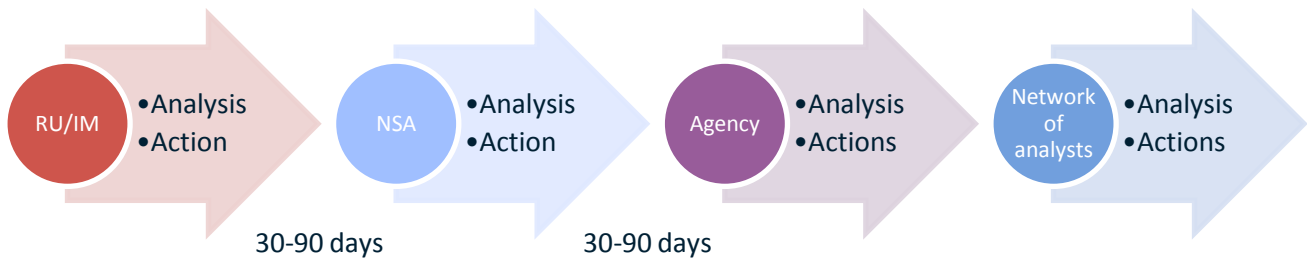 RU/IM
•Analysis
•Action
NSA
•Analysis
•Action
Agency
•Analysis
•Actions
Network
of
analysts
•Analysis
•Actions
30-90 days
30-90 days